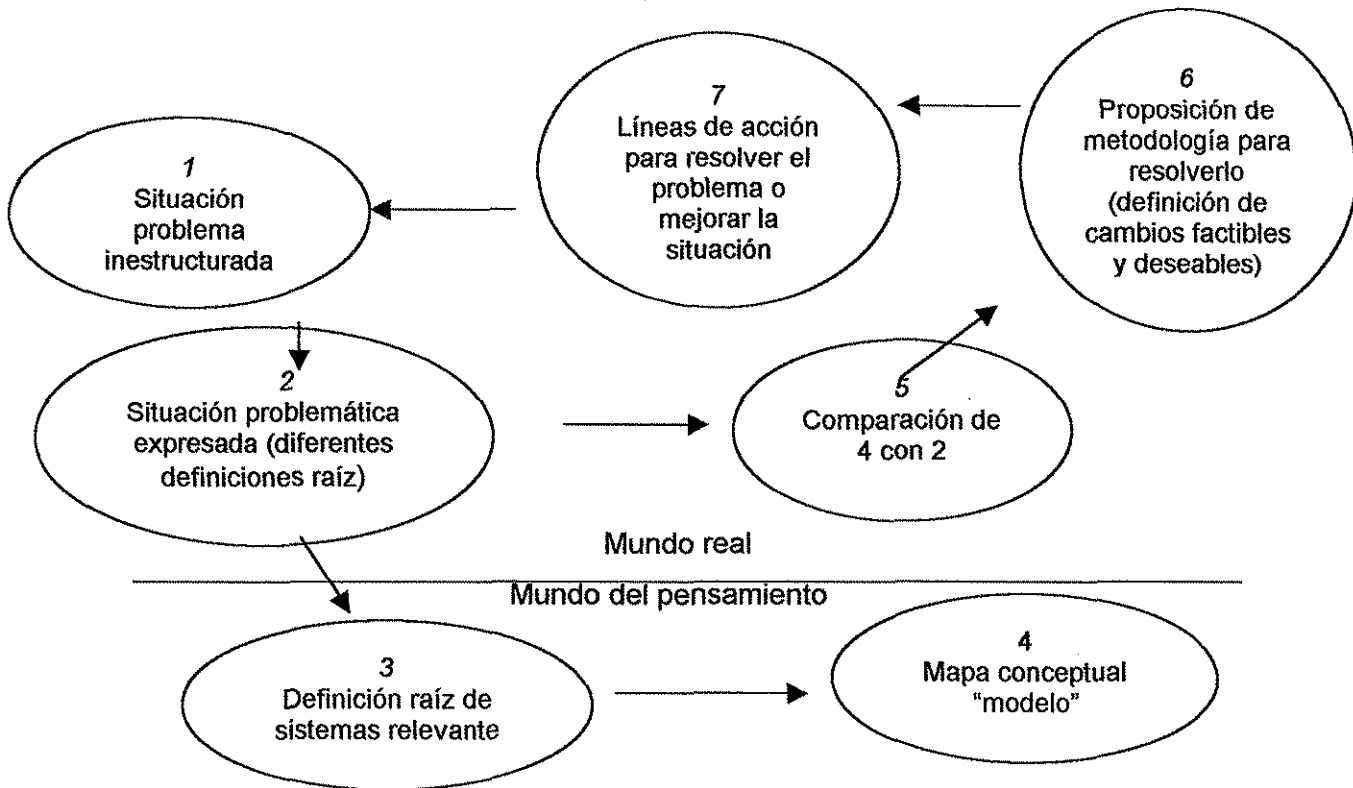 1
Situación
problema
inestructurada
2
Situación problemática
expresada (diferentes
definiciones raíz)
3
Definición raíz de
sistemas relevante
4
Mapa conceptual
“modelo”
5
Comparación de
4 con 2
6
Proposición de
metodología para
resolverlo
(definición de
cambios factibles
y deseables)
7
Líneas de acción
para resolver el
problema o
mejorar la
situación
Mundo real
Mundo del pensamiento